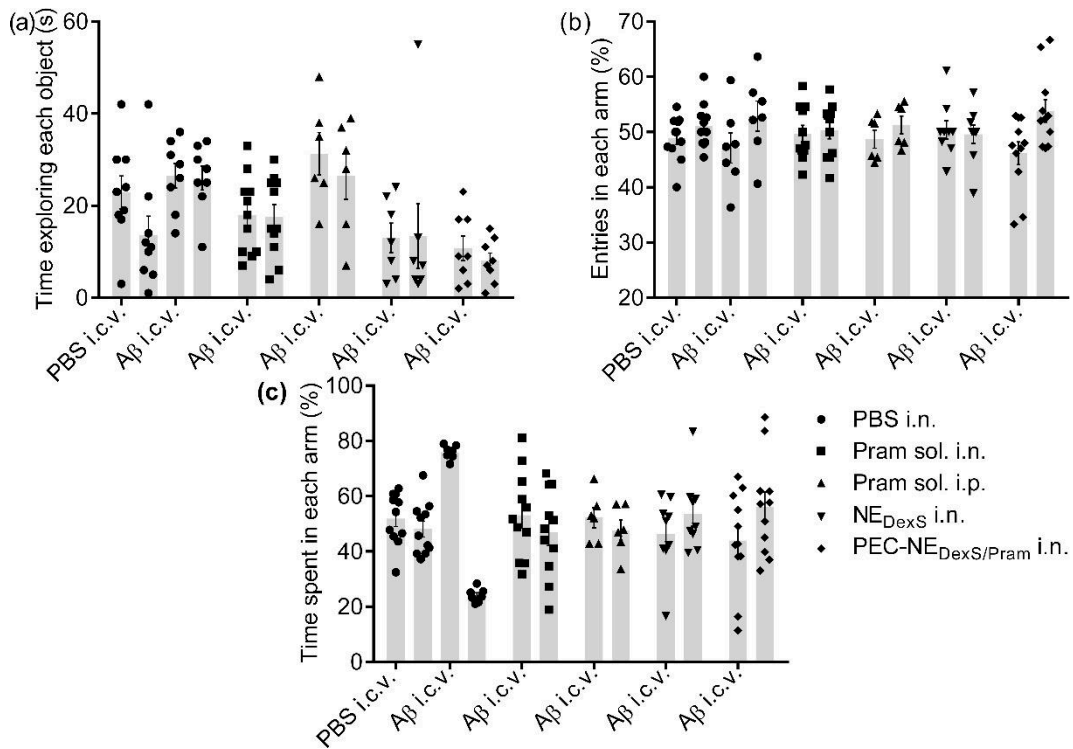 (a)
Time exploring each object (s)
60
40
20
0
PBS i.c.v.
Aβ i.c.v.
Aβ i.c.v.
Aβ i.c.v.
Aβ i.c.v.
Aβ i.c.v.
(b)
Entries in each arm (%)
70
60
50
40
30
20
PBS i.c.v.
Aβ i.c.v.
Aβ i.c.v.
Aβ i.c.v.
Aβ i.c.v.
Aβ i.c.v.
(c)
Time spent in each arm (%)
100
80
60
40
20
0
PBS i.c.v.
Aβ i.c.v.
Aβ i.c.v.
Aβ i.c.v.
Aβ i.c.v.
Aβ i.c.v.
PBS i.n.
Pram sol. i.n.
Pram sol. i.p.
NEDexS i.n.
PEC-NEDexS/Pram i.n.